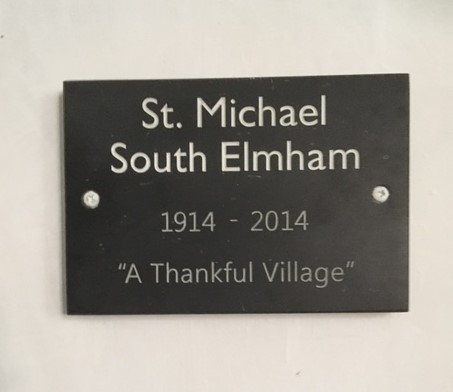 St. Michael
South Elmham
1914 - 2014
“A Thankful Village”